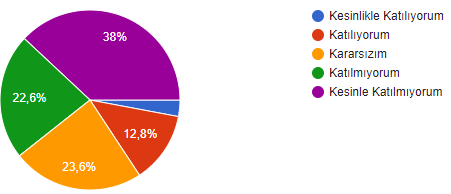 Kesinlikle Katılıyorum
Katılıyorum
Kararsızım
Katılmıyorum
Kesinle Katılmıyorum
38%
22,6%
12,8%
23,6%